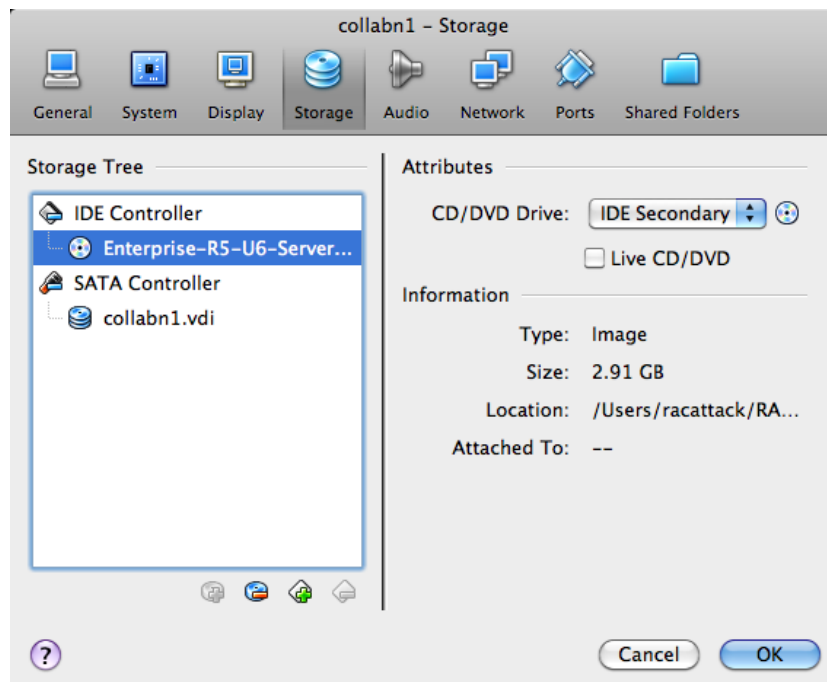 collabn1 – Storage
General System Display Storage Audio Network Ports Shared Folders
Storage Tree
IDE Controller
Enterprise-R5-U6-Server...
SATA Controller
collabn1.vdi
Attributes
CD/DVD Drive: IDE Secondary
Live CD/DVD
Information
Type: Image
Size: 2.91 GB
Location: /Users/racattack/RA...
Attached To: --
?
Cancel OK